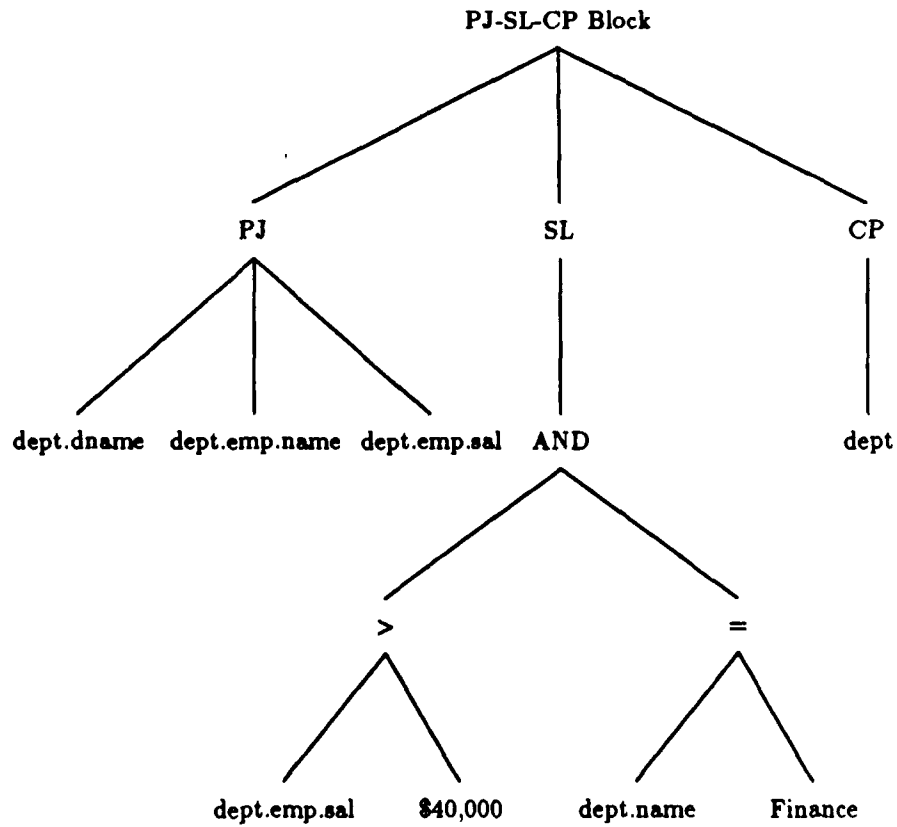 PJ-SL-CP Block
PJ SL CP
dept.dname dept.emp.name dept.emp.sal AND dept
> =
dept.emp.sal $40,000 dept.name Finance